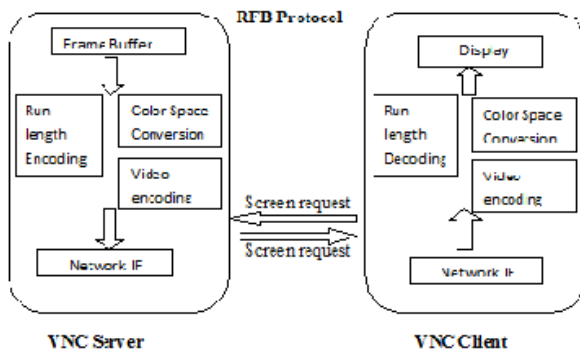 RFB Protocol
Frame Buffer
Run
length
Encoding
Color Space
Conversion
Video
encoding
Network IF
Screen request
Screen request
Display
Run
length
Decoding
Color Space
Conversion
Video
encoding
Network IF
VNC Server
VNC Client